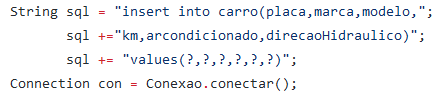 String sql = "insert into carro(placa,marca,modelo,";
sql +="km,arcondicionado,direcaoHidraulico)";
sql += "values(?,?,?,?,?,?)";
Connection con = Conexao.conectar();